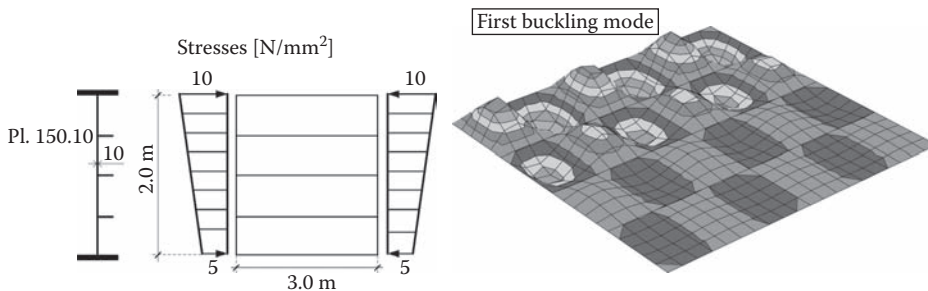 Stresses [N/mm²]
10
10
Pl. 150.10
10
2.0 m
5
5
3.0 m
First buckling mode